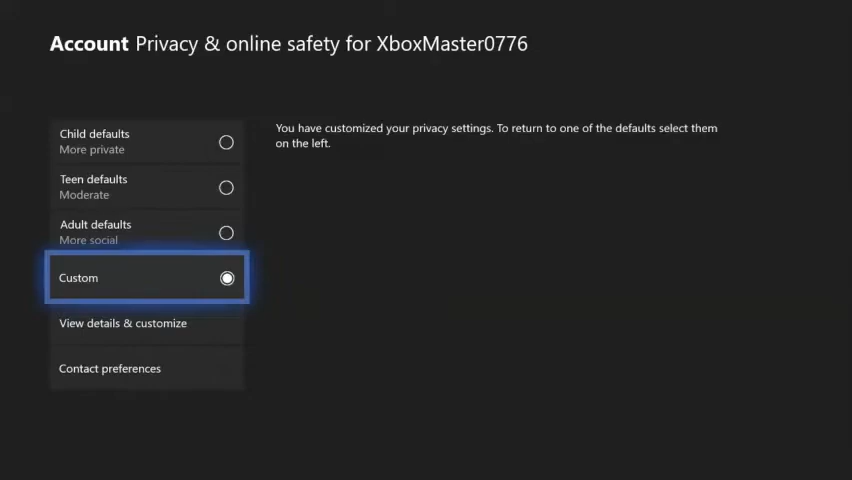 Account Privacy & online safety for XboxMaster0776
Child defaults
More private
Teen defaults
Moderate
Adult defaults
More social
Custom
View details & customize
Contact preferences
You have customized your privacy settings. To return to one of the defaults select them
on the left.